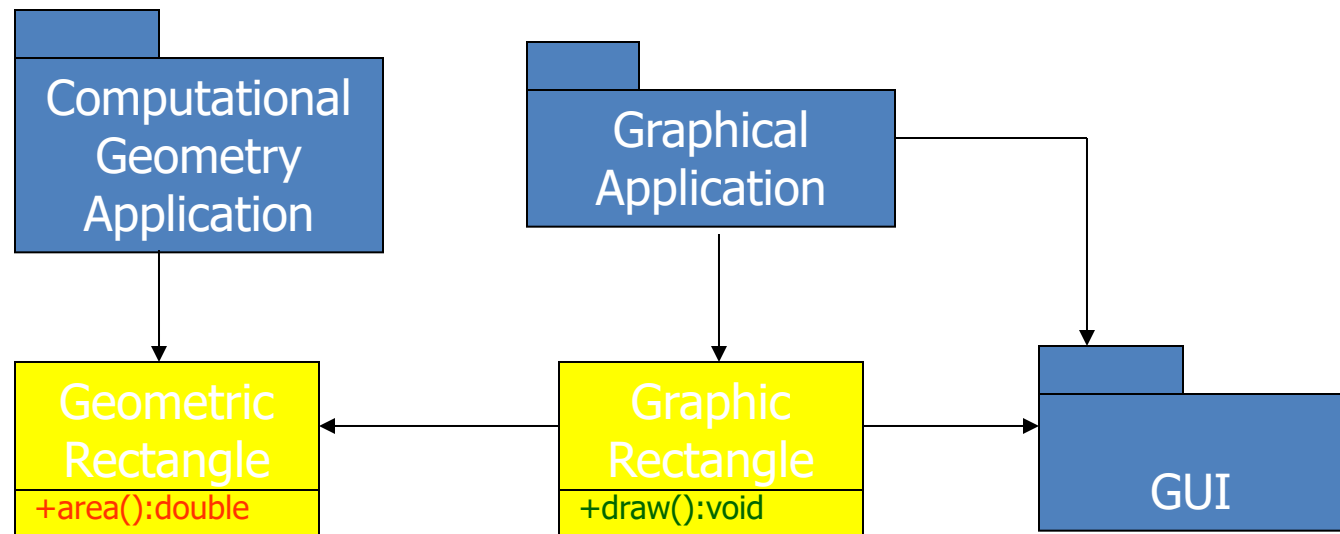 Computational
Geometry
Application
Graphical
Application
Geometric
Rectangle
+area():double
Graphic
Rectangle
+draw():void
GUI